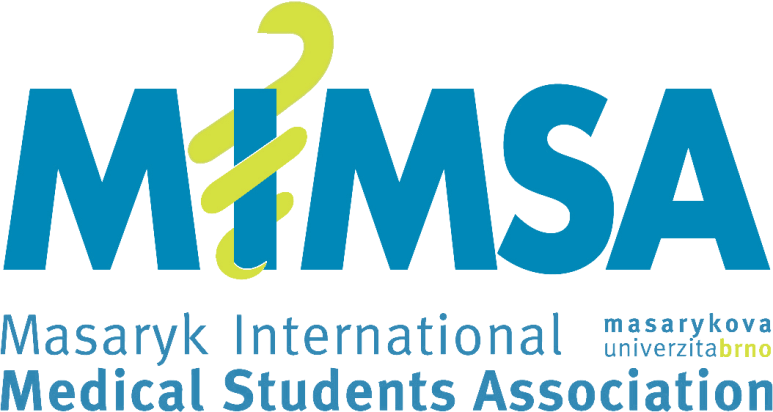 MIMSA
Masaryk International
masarykova
univerzitabrno
Medical Students Association